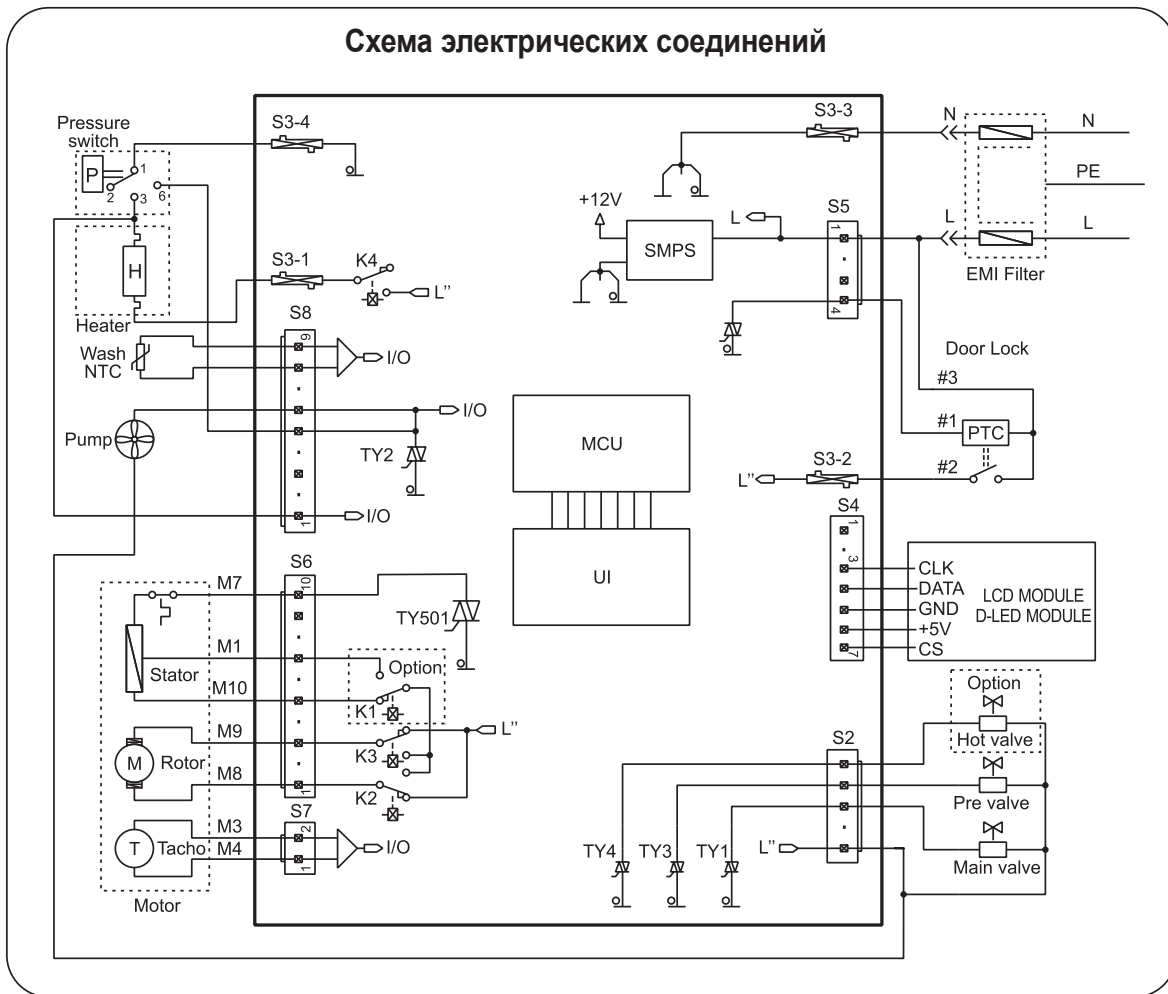 Схема электрических соединений
Pressure
switch
P
1
2
3
6
S3-4
S3-3
N
N
PE
+12V
SMPS
L
S5
1
4
L
L
EMI Filter
H
Heater
S3-1
K4
L”
S8
9
Wash
NTC
I/O
Door Lock
#3
#1
PTC
#2
Pump
I/O
TY2
MCU
L”
S3-2
1
I/O
S4
1
3
CLK
DATA
GND
+5V
CS
7
LCD MODULE
D-LED MODULE
UI
S6
M7
10
TY501
M1
Stator
M10
Option
K1
M9
L”
M
Rotor
K3
M8
1
K2
S7
M3
2
T
Tacho
M4
1
I/O
Motor
Option
Hot valve
S2
Pre valve
TY4
TY3
TY1
L”
Main valve